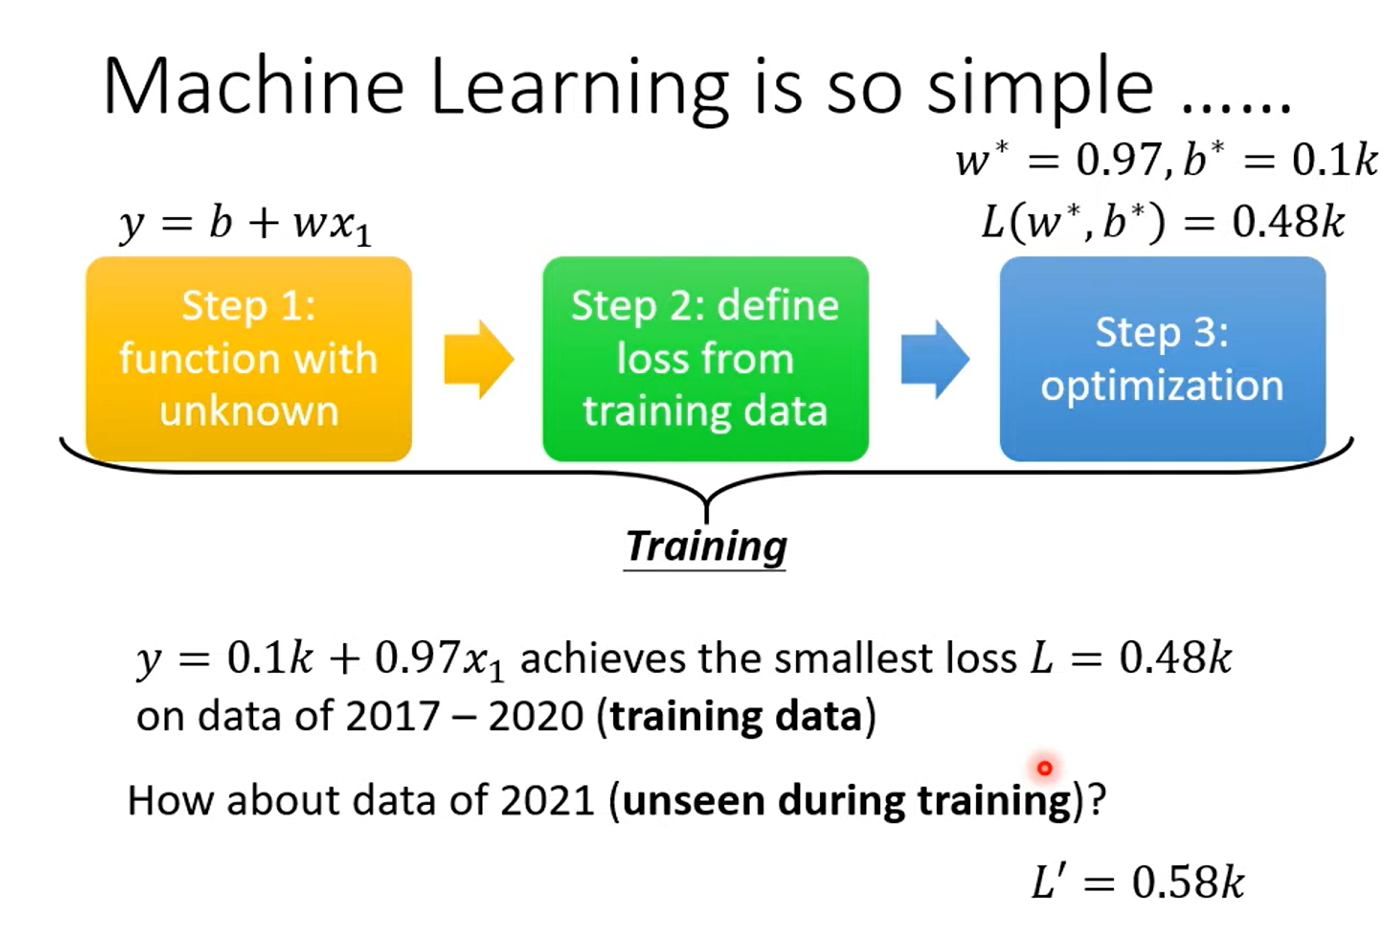 Machine Learning is so simple ……
w* = 0.97, b* = 0.1k
y = b + wx₁
L(w*, b*) = 0.48k
Step 1:
function with
unknown
Step 2: define
loss from
training data
Step 3:
optimization
Training
y = 0.1k + 0.97x₁ achieves the smallest loss L = 0.48k
on data of 2017 – 2020 (training data)
How about data of 2021 (unseen during training)?
L′ = 0.58k